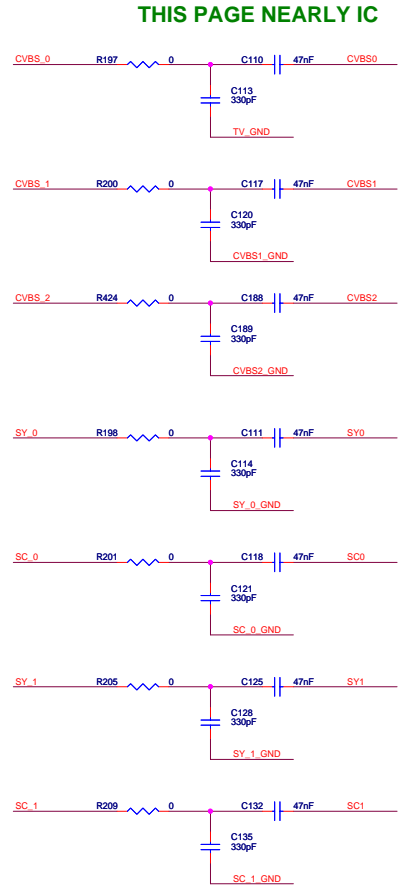 THIS PAGE NEARLY IC
CVBS_0 R197 0 C110 47nF CVBS0
C113
330pF
TV_GND
CVBS_1 R200 0 C117 47nF CVBS1
C120
330pF
CVBS1_GND
CVBS_2 R424 0 C188 47nF CVBS2
C189
330pF
CVBS2_GND
SY_0 R198 0 C111 47nF SY0
C114
330pF
SY_0_GND
SC_0 R201 0 C118 47nF SC0
C121
330pF
SC_0_GND
SY_1 R205 0 C125 47nF SY1
C128
330pF
SY_1_GND
SC_1 R209 0 C132 47nF SC1
C135
330pF
SC_1_GND